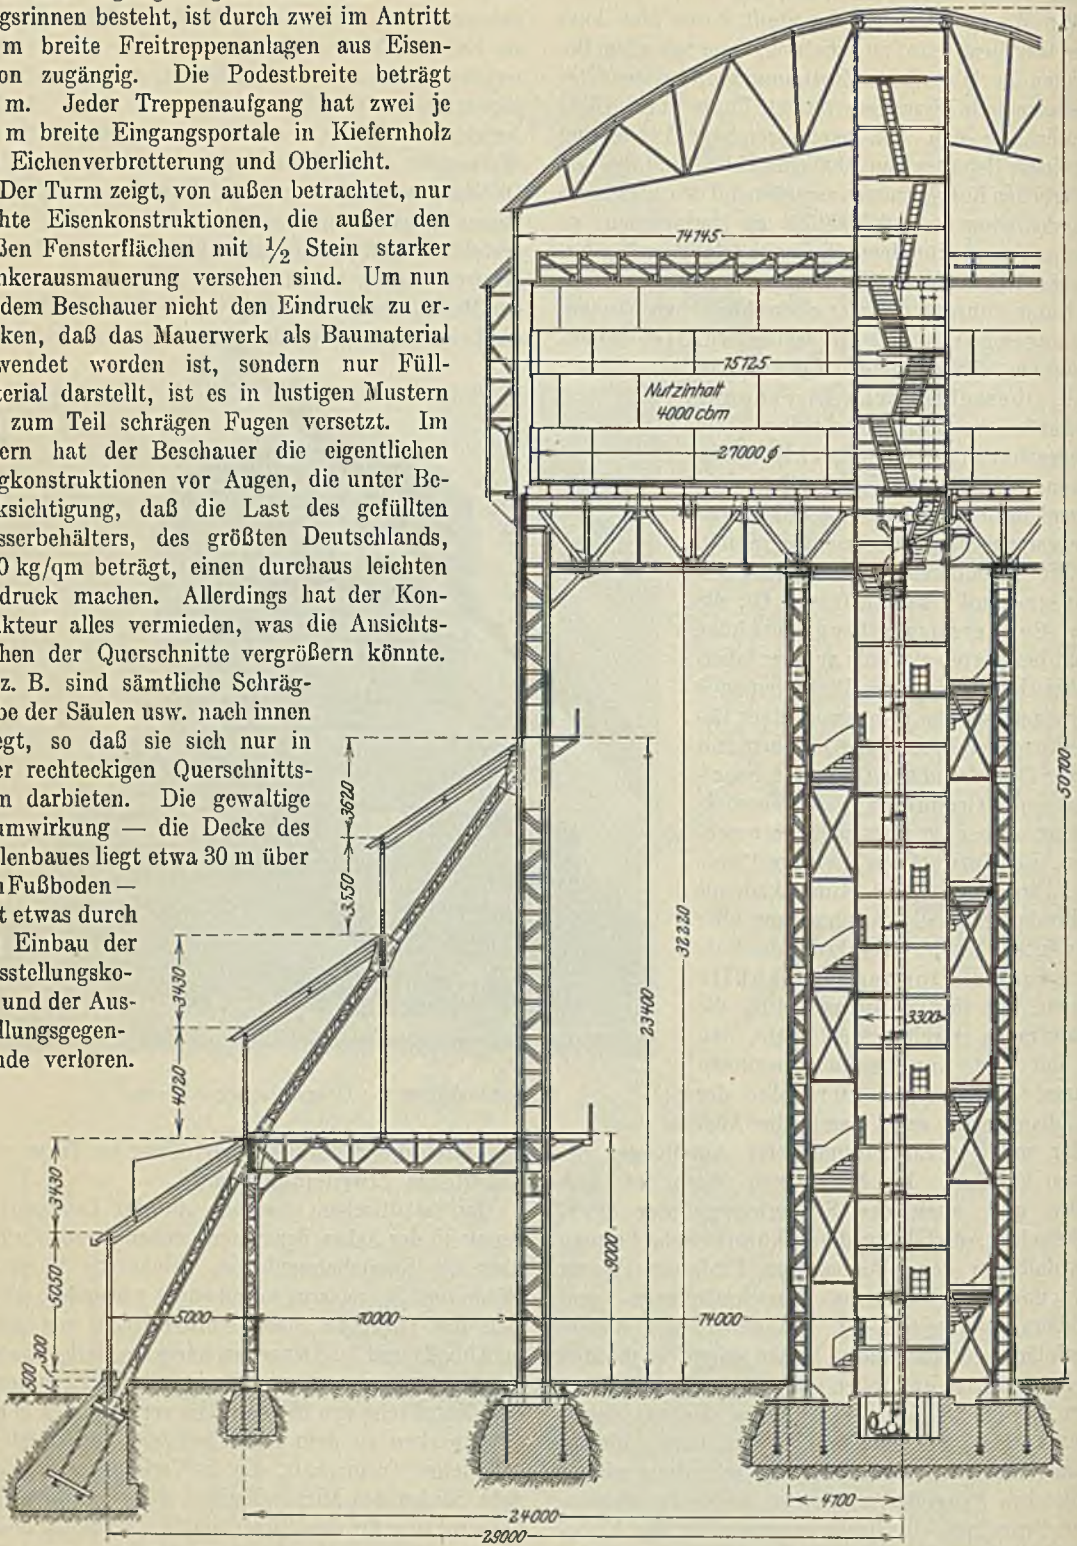 gsrinnen besteht, ist durch zwei im Antritt
m breite Freitreppenanlagen aus Eisen-
on zugängig. Die Podestbreite beträgt
m. Jeder Treppenaufgang hat zwei je
m breite Eingangsportale in Kiefernholz
Eichenverbretterung und Oberlicht.
Der Turm zeigt, von außen betrachtet, nur
hte Eisenkonstruktionen, die außer den
ßen Fensterflächen mit ½ Stein starker
nkerausmauerung versehen sind. Um nun
dem Beschauer nicht den Eindruck zu er-
ken, daß das Mauerwerk als Baumaterial
wendet worden ist, sondern nur Füll-
terial darstellt, ist es in lustigen Mustern
zum Teil schrägen Fugen versetzt. Im
ern hat der Beschauer die eigentlichen
gkonstruktionen vor Augen, die unter Be-
ksichtigung, daß die Last des gefüllten
sserbehälters, des größten Deutschlands,
0 kg/qm beträgt, einen durchaus leichten
druck machen. Allerdings hat der Kon-
kteur alles vermieden, was die Ansichts-
chen der Querschnitte vergrößern könnte.
z. B. sind sämtliche Schräg-
be der Säulen usw. nach innen
egt, so daß sie sich nur in
er rechteckigen Querschnitts-
m darbieten. Die gewaltige
umwirkung — die Decke des
lenbaues liegt etwa 30 m über
n Fußboden —
t etwas durch
Einbau der
sstellungsko-
und der Aus-
llungsgegen-
nde verloren.
14145
15125
Nutzinhalt
4000 cbm
27000 ϕ
50700
3620
3550
32220
23400
3430
4020
3300
3430
5050
300
500
9000
5000
10000
14000
4100
24000
29000